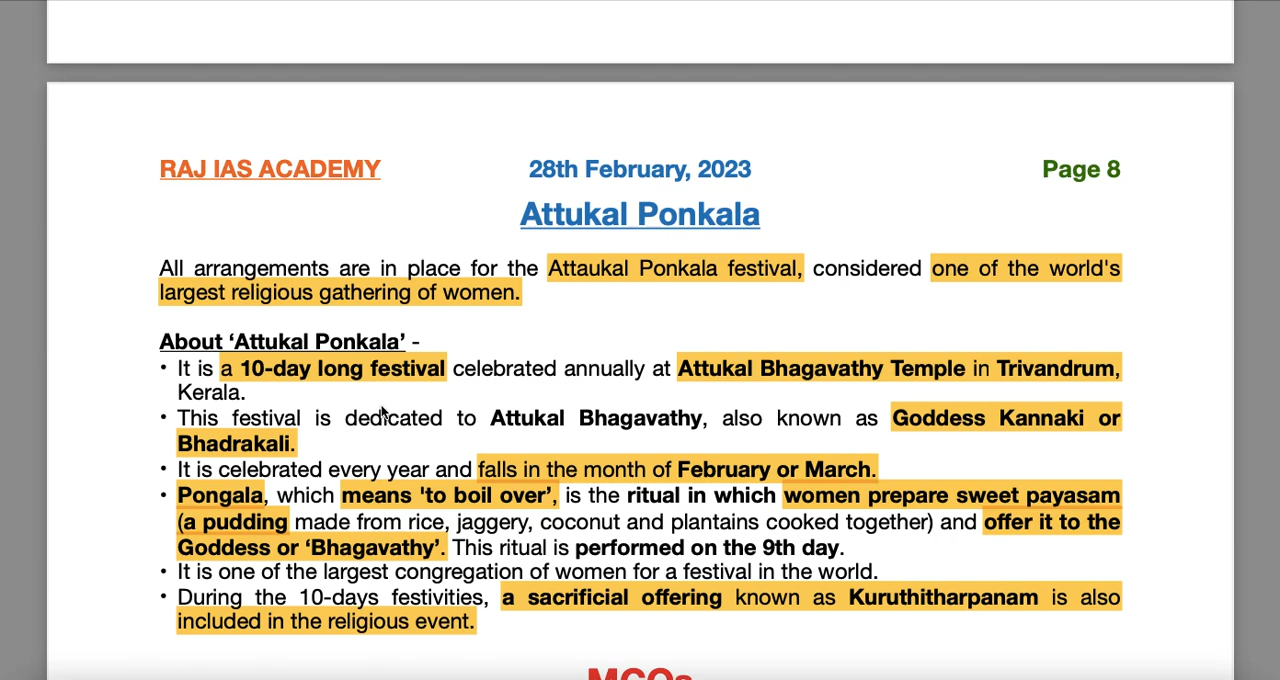 RAJ IAS ACADEMY 28th February, 2023 Page 8
Attukal Ponkala
All arrangements are in place for the Attaukal Ponkala festival, considered one of the world's
largest religious gathering of women.
About ‘Attukal Ponkala’ -
• It is a 10-day long festival celebrated annually at Attukal Bhagavathy Temple in Trivandrum,
Kerala.
• This festival is dedicated to Attukal Bhagavathy, also known as Goddess Kannaki or
Bhadrakali.
• It is celebrated every year and falls in the month of February or March.
• Pongala, which means 'to boil over’, is the ritual in which women prepare sweet payasam
(a pudding made from rice, jaggery, coconut and plantains cooked together) and offer it to the
Goddess or ‘Bhagavathy’. This ritual is performed on the 9th day.
• It is one of the largest congregation of women for a festival in the world.
• During the 10-days festivities, a sacrificial offering known as Kuruthitharpanam is also
included in the religious event.
MCQs